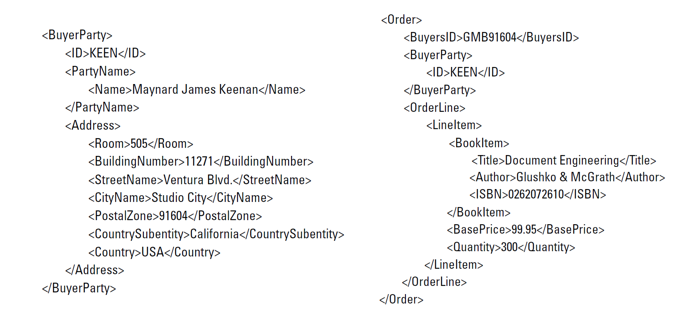 <BuyerParty>
<ID>KEEN</ID>
<PartyName>
<Name>Maynard James Keenan</Name>
</PartyName>
<Address>
<Room>505</Room>
<BuildingNumber>11271</BuildingNumber>
<StreetName>Ventura Blvd.</StreetName>
<CityName>Studio City</CityName>
<PostalZone>91604</PostalZone>
<CountrySubentity>California</CountrySubentity>
<Country>USA</Country>
</Address>
</BuyerParty>
<Order>
<BuyersID>GMB91604</BuyersID>
<BuyerParty>
<ID>KEEN</ID>
</BuyerParty>
<OrderLine>
<LineItem>
<BookItem>
<Title>Document Engineering</Title>
<Author>Glushko & McGrath</Author>
<ISBN>0262072610</ISBN>
</BookItem>
<BasePrice>99.95</BasePrice>
<Quantity>300</Quantity>
</LineItem>
</OrderLine>
</Order>